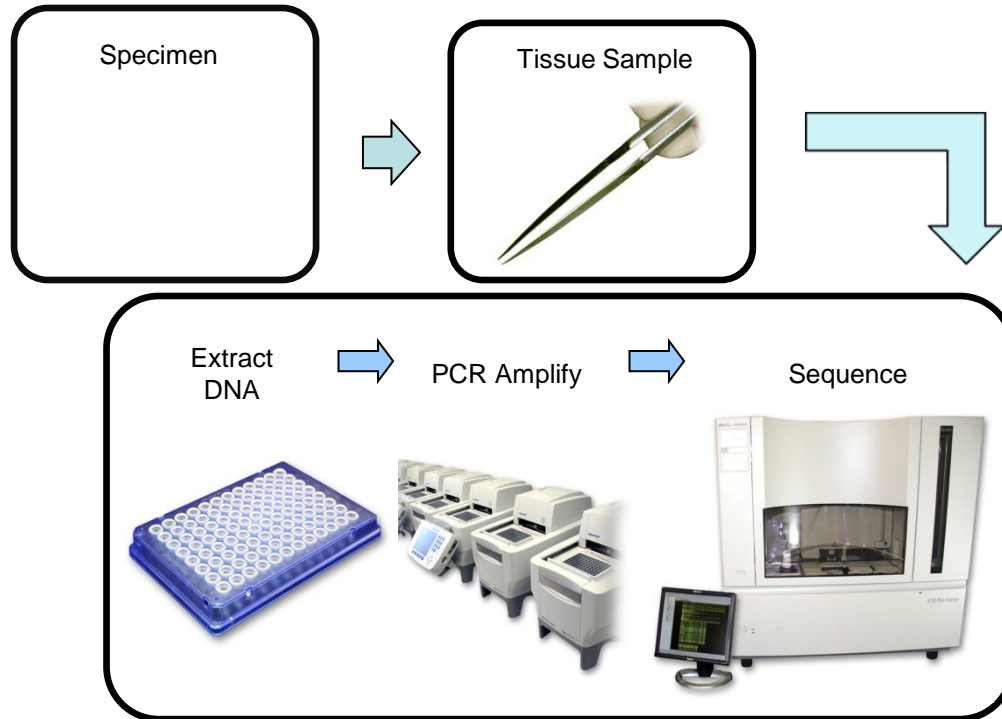 Specimen
Tissue Sample
Extract
DNA
PCR Amplify
Sequence